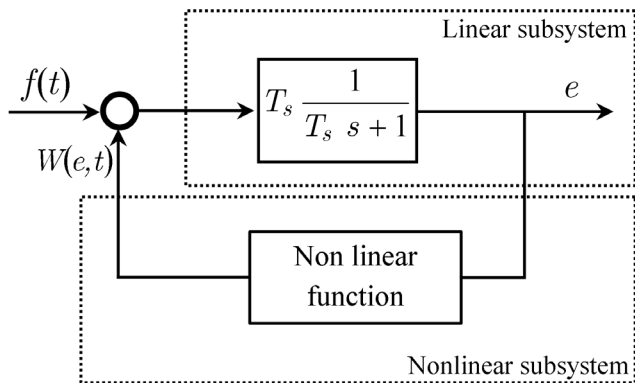 Linear subsystem
f(t)
T_s 1/(T_s s+1)
e
W(e,t)
Non linear
function
Nonlinear subsystem